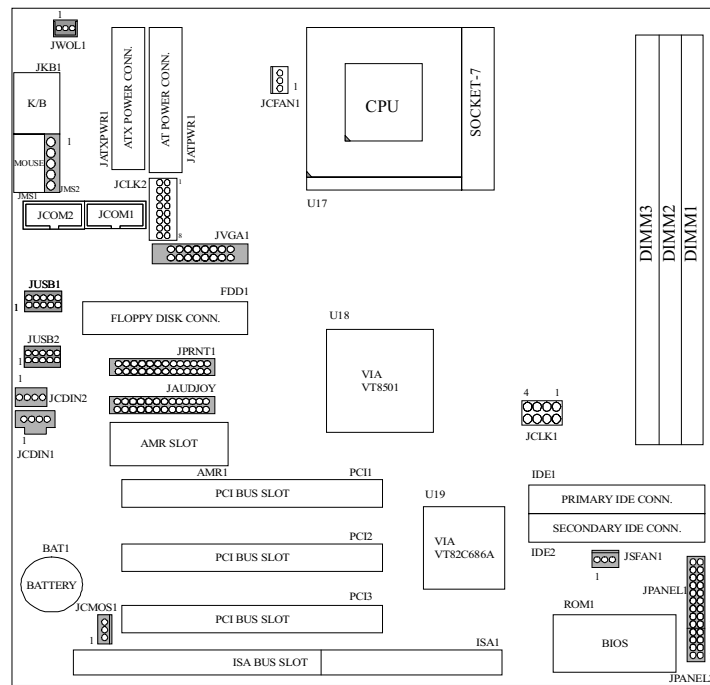 1
JWOL1
JKB1
K/B
ATX POWER CONN.
AT POWER CONN.
JATXPWR1
JATPWR1
1
JCFAN1
CPU
SOCKET-7
U17
1
MOUSE
JMS1
JMS2
JCLK2
1
8
JCOM2
JCOM1
JVGA1
DIMM3
DIMM2
DIMM1
JUSB1
1
FDD1
FLOPPY DISK CONN.
U18
VIA
VT8501
JUSB2
1
JPRNT1
JCDIN2
JAUDJOY
1
JCDIN1
AMR SLOT
4
1
JCLK1
AMR1
PCI1
PCI BUS SLOT
IDE1
PRIMARY IDE CONN.
SECONDARY IDE CONN.
IDE2
U19
VIA
VT82C686A
PCI2
PCI BUS SLOT
BAT1
BATTERY
JSFAN1
1
JPANEL1
JCMOS1
1
PCI3
PCI BUS SLOT
ROM1
BIOS
ISA1
ISA BUS SLOT